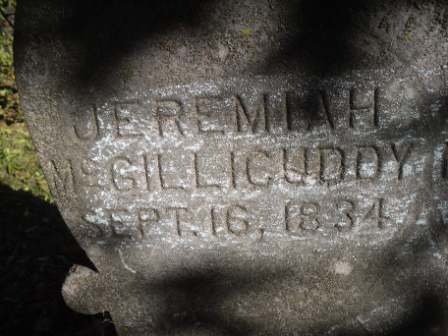 JEREMIAH
McGILLICUDDY
SEPT. 16, 1834